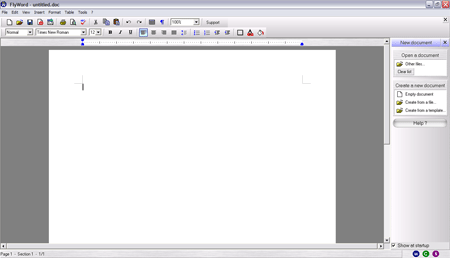 FlyWord - untitled.doc
File Edit View Insert Format Table Tools !
100% Support
Normal Times New Roman 12 B I U
New document
Open a document
Other files...
Clear list
Create a new document
Empty document
Create from a file...
Create from a template...
Help ?
Show at startup
Page 1 - Section 1 - 1/1